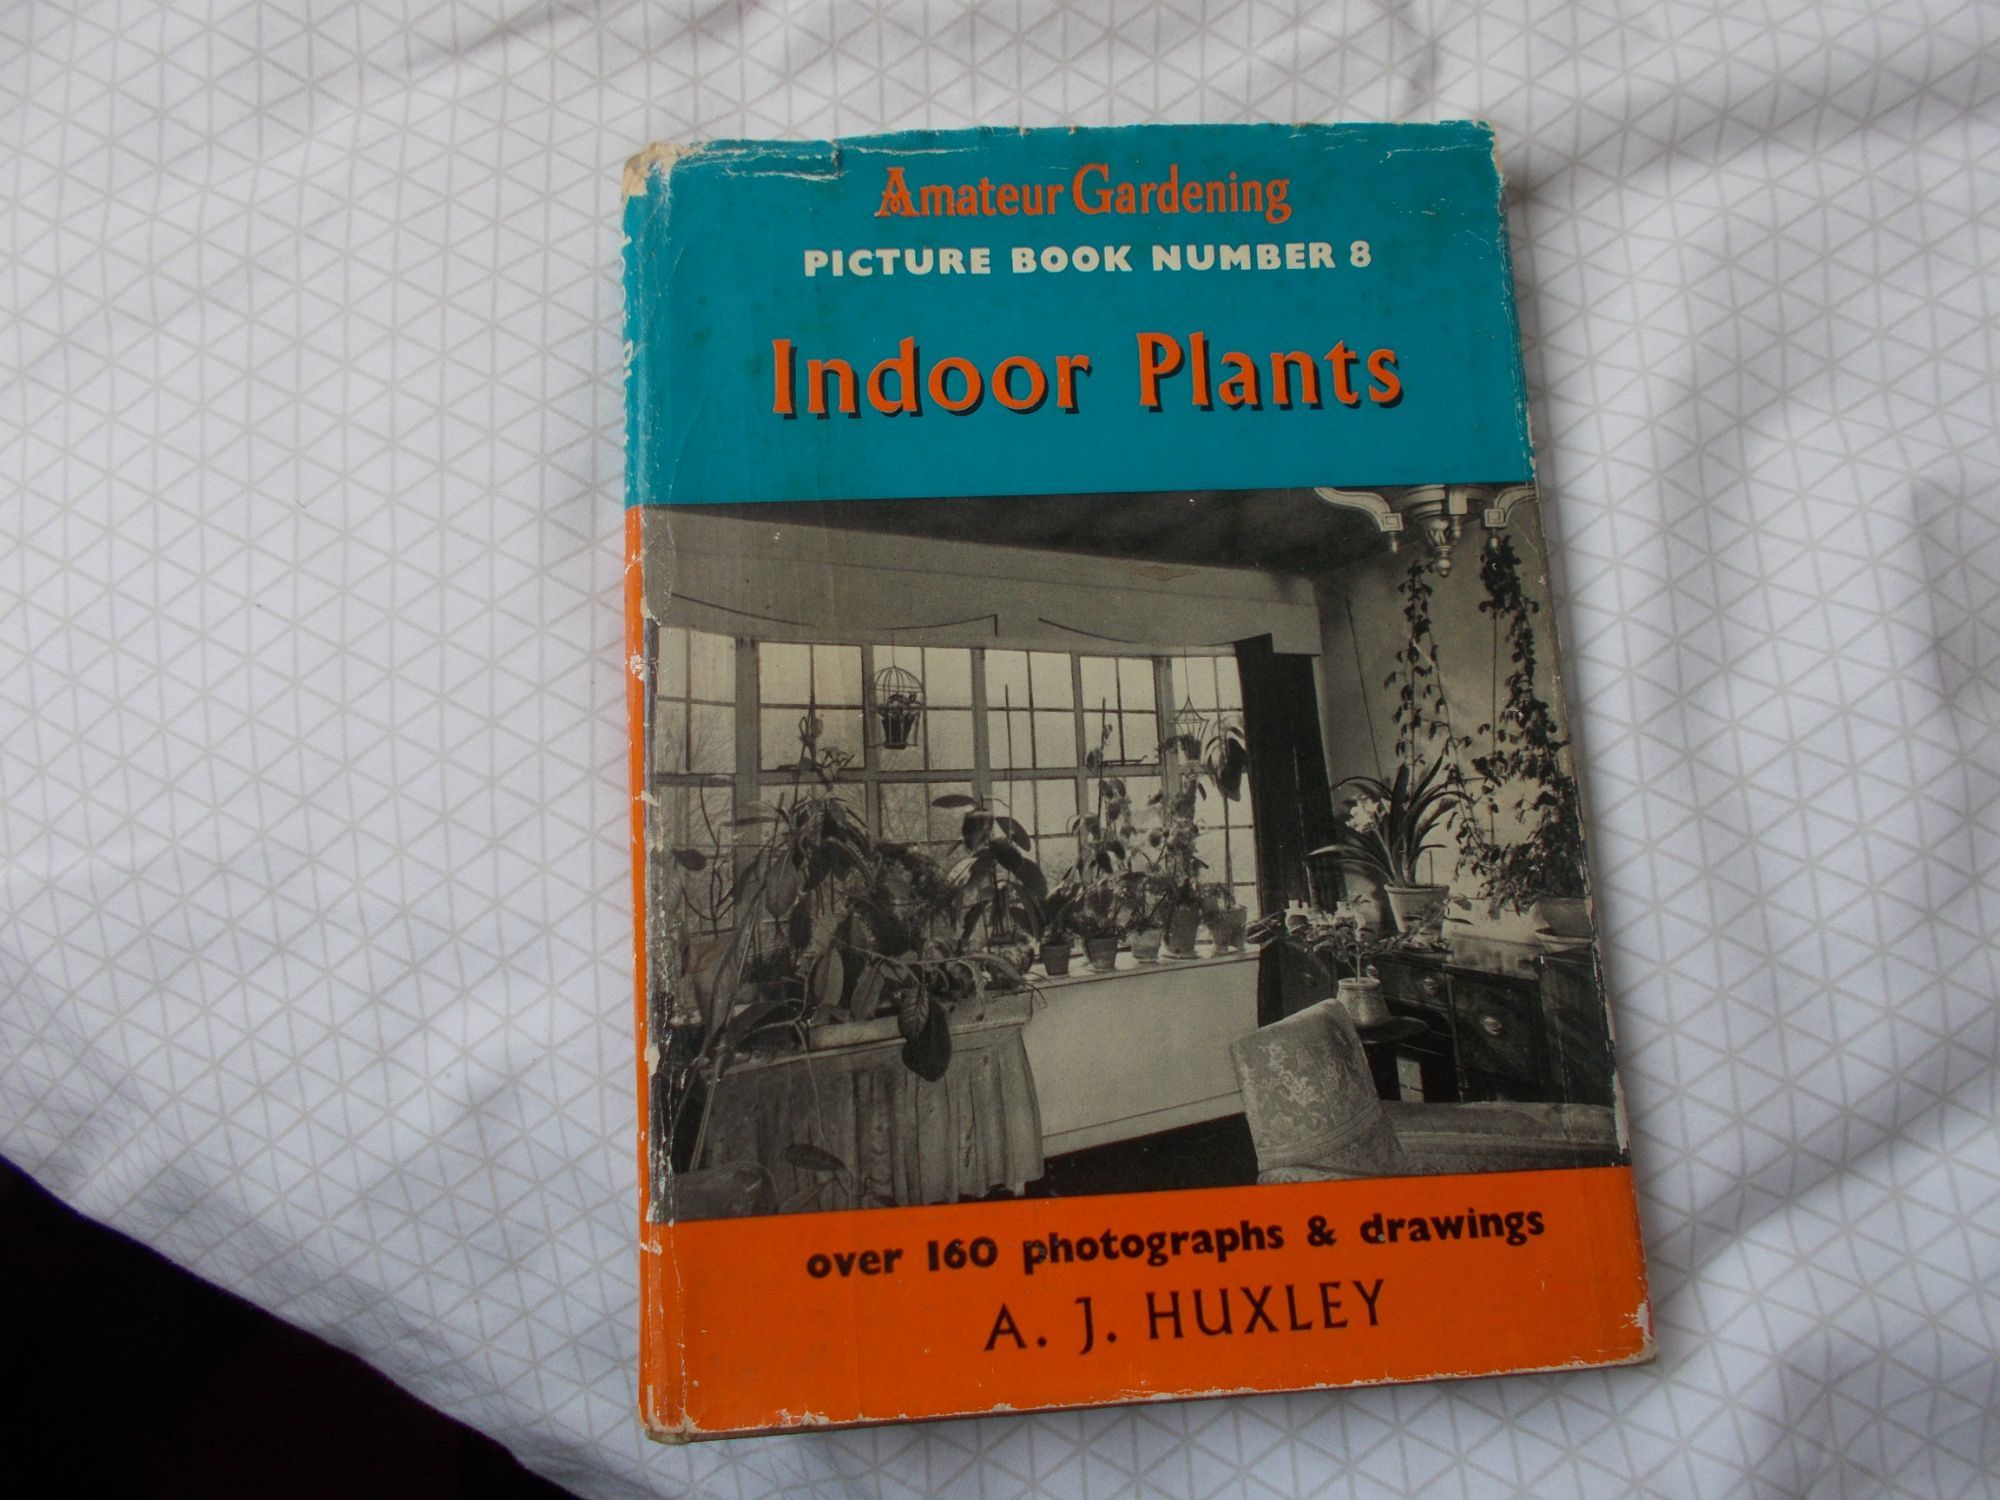 Amateur Gardening
PICTURE BOOK NUMBER 8
Indoor Plants
over 160 photographs & drawings
A. J. HUXLEY